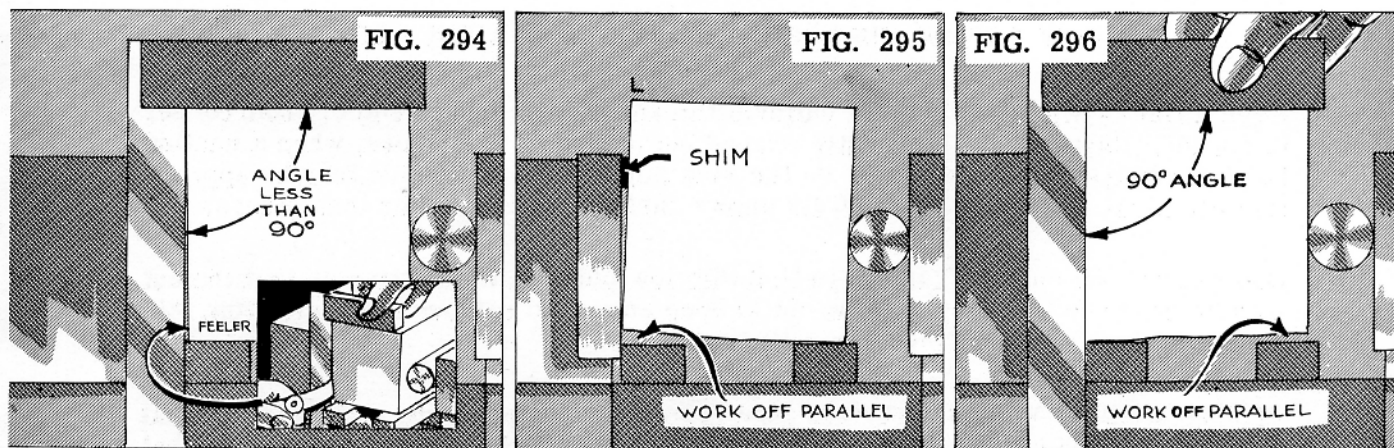 FIG. 294
ANGLE
LESS
THAN
90°
FEELER
FIG. 295
L
SHIM
WORK OFF PARALLEL
FIG. 296
90° ANGLE
WORK OFF PARALLEL